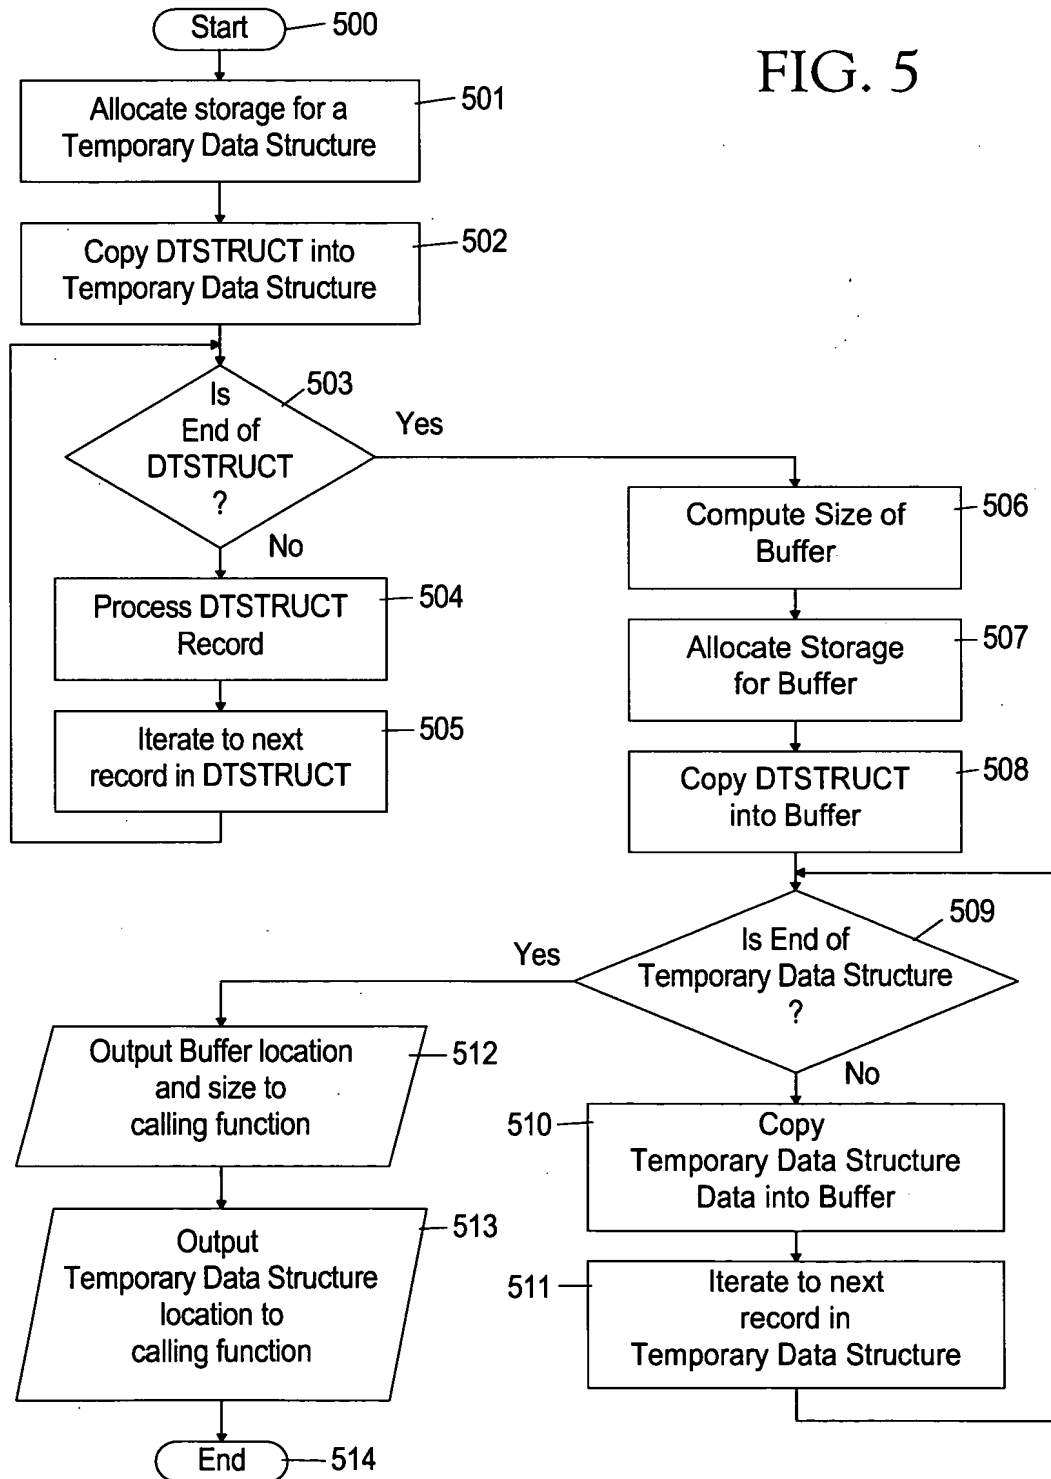 Start
500
FIG. 5
Allocate storage for a
Temporary Data Structure
501
Copy DTSTRUCT into
Temporary Data Structure
502
Is
End of
DTSTRUCT
?
503
Yes
No
Process DTSTRUCT
Record
504
Iterate to next
record in DTSTRUCT
505
Compute Size of
Buffer
506
Allocate Storage
for Buffer
507
Copy DTSTRUCT
into Buffer
508
Is End of
Temporary Data Structure
?
509
Yes
No
Copy
Temporary Data Structure
Data into Buffer
510
Iterate to next
record in
Temporary Data Structure
511
Output Buffer location
and size to
calling function
512
Output
Temporary Data Structure
location to
calling function
513
End
514